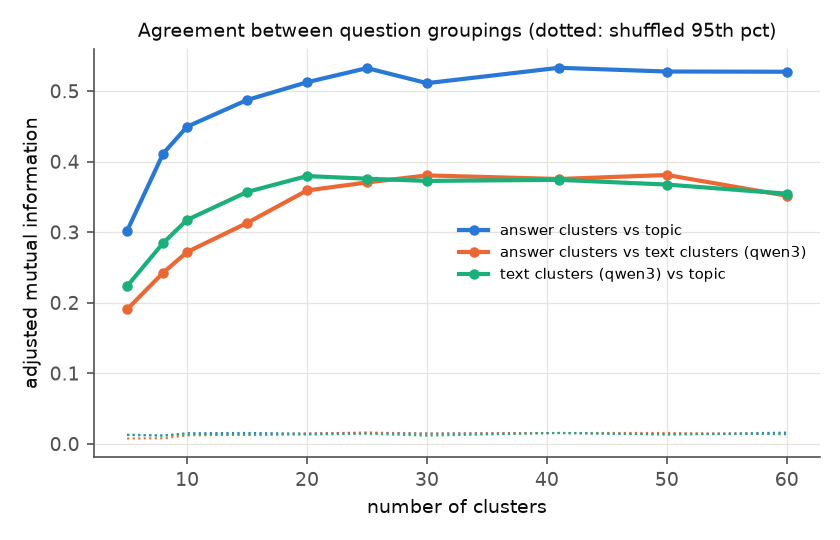 Agreement between question groupings (dotted: shuffled 95th pct)
adjusted mutual information
0.5
0.4
0.3
0.2
0.1
0.0
answer clusters vs topic
answer clusters vs text clusters (qwen3)
text clusters (qwen3) vs topic
10 20 30 40 50 60
number of clusters